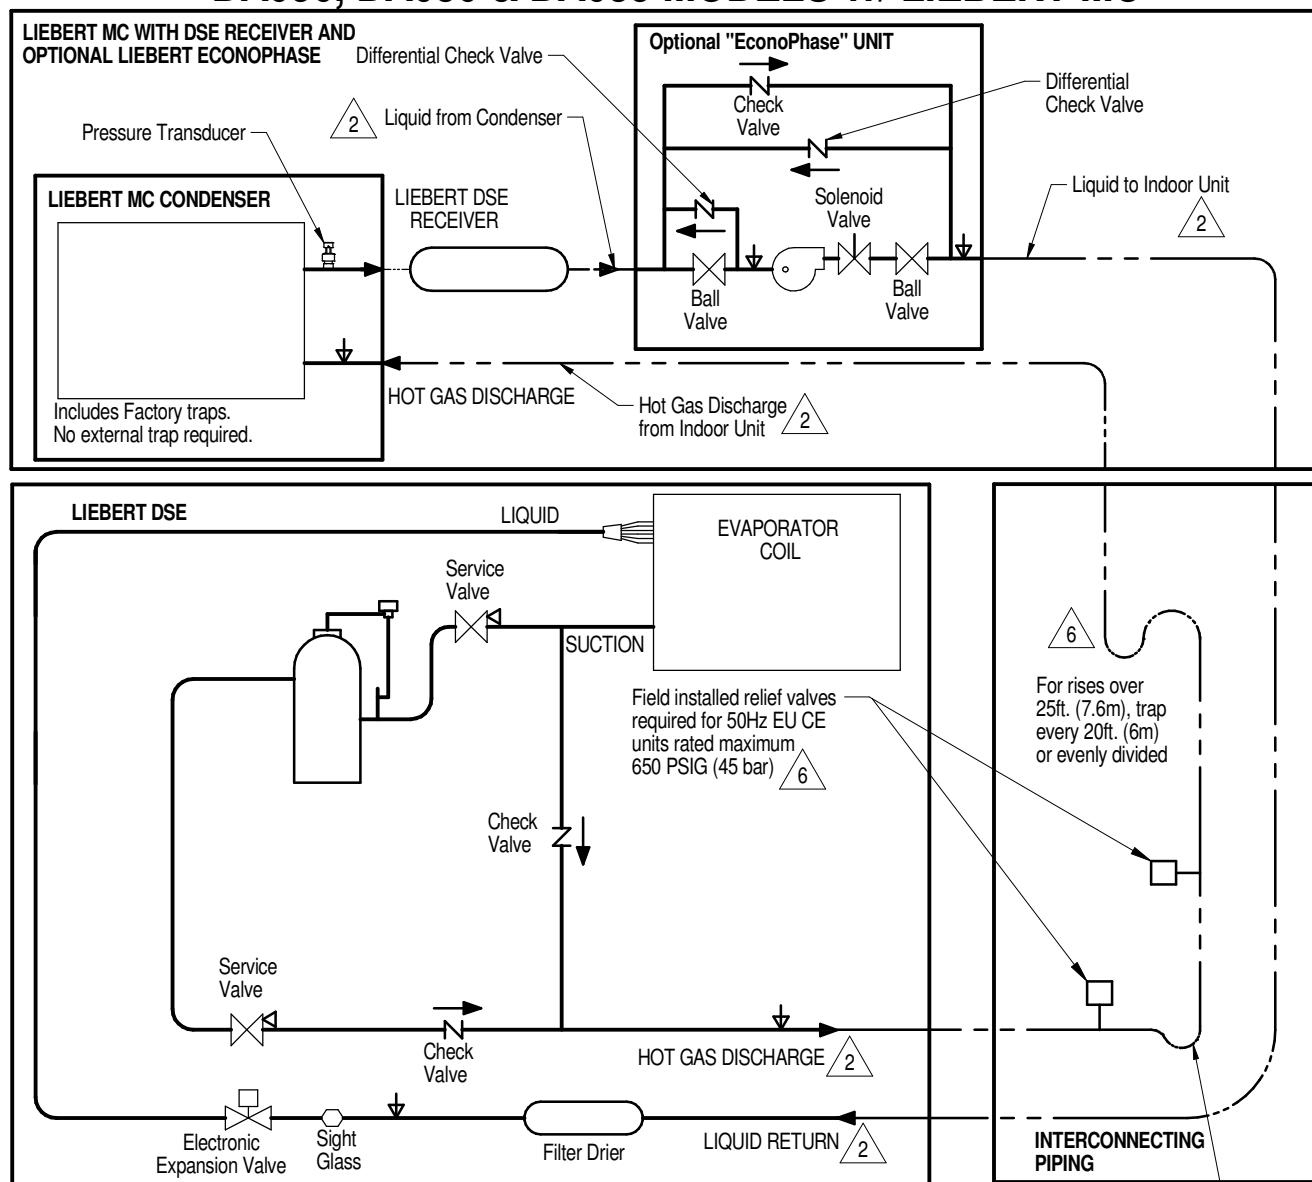 LIEBERT MC WITH DSE RECEIVER AND
OPTIONAL LIEBERT ECONOPHASE
Differential Check Valve
Optional "EconoPhase" UNIT
Differential
Check Valve
Check
Valve
2
Liquid from Condenser
Pressure Transducer
LIEBERT MC CONDENSER
LIEBERT DSE
RECEIVER
Solenoid
Valve
Liquid to Indoor Unit
2
Ball
Valve
Ball
Valve
HOT GAS DISCHARGE
Hot Gas Discharge
from Indoor Unit
2
Includes Factory traps.
No external trap required.
LIEBERT DSE
LIQUID
EVAPORATOR
COIL
Service
Valve
SUCTION
6
Field installed relief valves
required for 50Hz EU CE
units rated maximum
650 PSIG (45 bar)
6
For rises over
25ft. (7.6m), trap
every 20ft. (6m)
or evenly divided
Check
Valve
Service
Valve
Check
Valve
HOT GAS DISCHARGE
2
Electronic
Expansion Valve
Sight
Glass
Filter Drier
LIQUID RETURN
2
INTERCONNECTING
PIPING